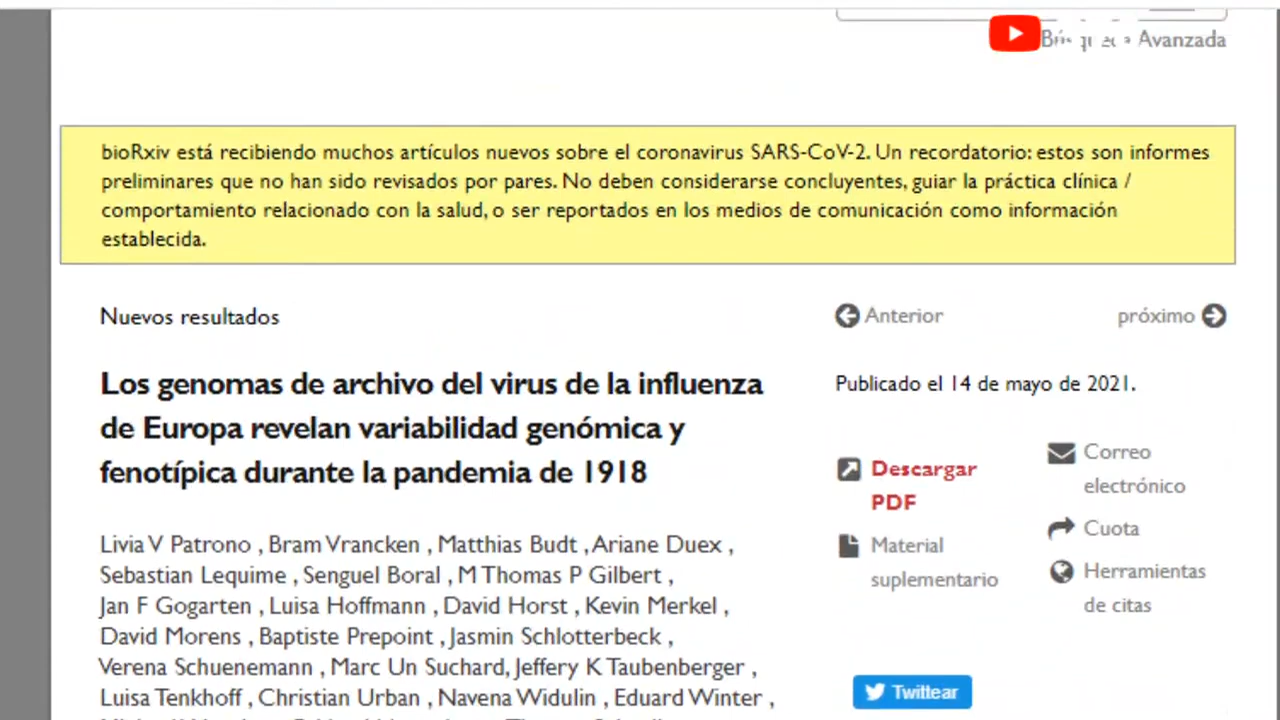 Avanzada
bioRxiv está recibiendo muchos artículos nuevos sobre el coronavirus SARS-CoV-2. Un recordatorio: estos son informes
preliminares que no han sido revisados por pares. No deben considerarse concluyentes, guiar la práctica clínica /
comportamiento relacionado con la salud, o ser reportados en los medios de comunicación como información
establecida.
Nuevos resultados
Anterior
próximo
Los genomas de archivo del virus de la influenza
de Europa revelan variabilidad genómica y
fenotípica durante la pandemia de 1918
Livia V Patrono , Bram Vrancken , Matthias Budt , Ariane Duex ,
Sebastian Lequime , Senguel Boral , M Thomas P Gilbert ,
Jan F Gogarten , Luisa Hoffmann , David Horst , Kevin Merkel ,
David Morens , Baptiste Prepoint , Jasmin Schlotterbeck ,
Verena Schuenemann , Marc Un Suchard, Jeffery K Taubenberger ,
Luisa Tenkhoff , Christian Urban , Navena Widulin , Eduard Winter ,
Publicado el 14 de mayo de 2021.
Descargar
PDF
Material
suplementario
Correo
electrónico
Cuota
Herramientas
de citas
Twittear